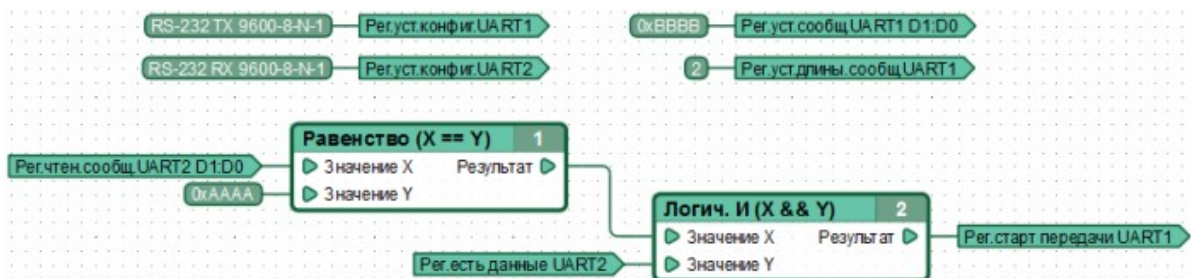 RS-232 TX 9600-8-N-1 Рег.уст.конфиг.UART1 0xBBBB Рег.уст.сообщ.UART1 D1:D0
RS-232 RX 9600-8-N-1 Рег.уст.конфиг.UART2 2 Рег.уст.длины.сообщ.UART1
Равенство (X == Y) 1
Рег.чтен.сообщ.UART2 D1:D0 Значение X Результат
0xAAAA Значение Y
Логич. И (X && Y) 2
Значение X Результат Рег.старт передачи UART1
Рег.есть данные UART2 Значение Y